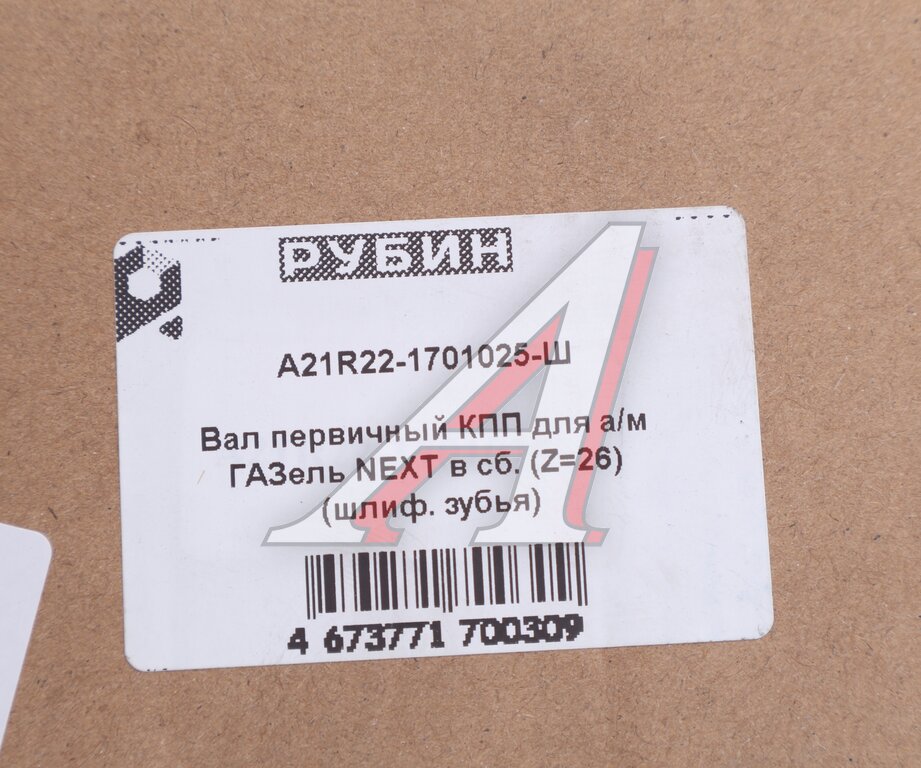 РУБИН
A21R22-1701025-Ш
Вал первичный КПП для а/м
ГАЗель NEXT в сб. (Z=26)
(шлиф. зубья)
4 673771 700309